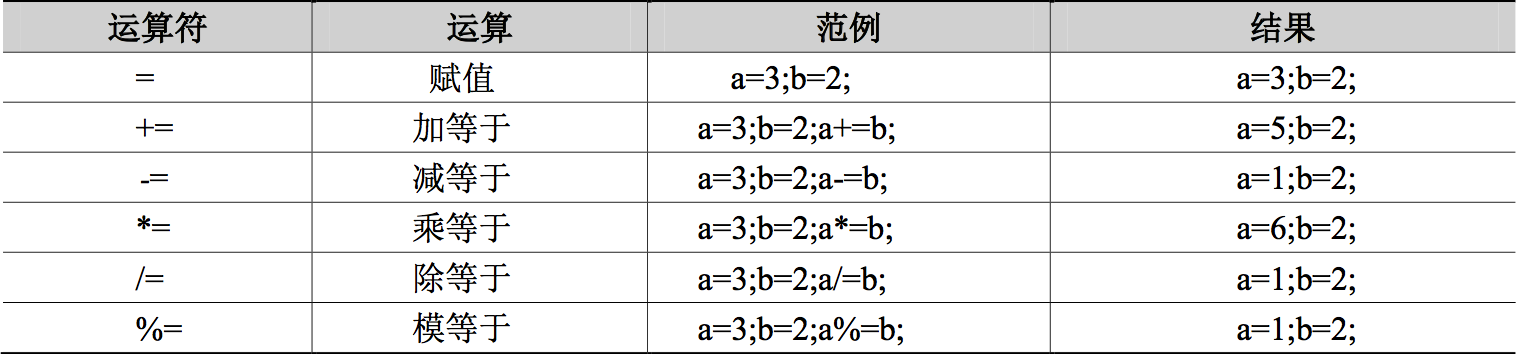 运算符 运算 范例 结果
= 赋值 a=3;b=2; a=3;b=2;
+= 加等于 a=3;b=2;a+=b; a=5;b=2;
-= 减等于 a=3;b=2;a-=b; a=1;b=2;
*= 乘等于 a=3;b=2;a*=b; a=6;b=2;
/= 除等于 a=3;b=2;a/=b; a=1;b=2;
%= 模等于 a=3;b=2;a%=b; a=1;b=2;